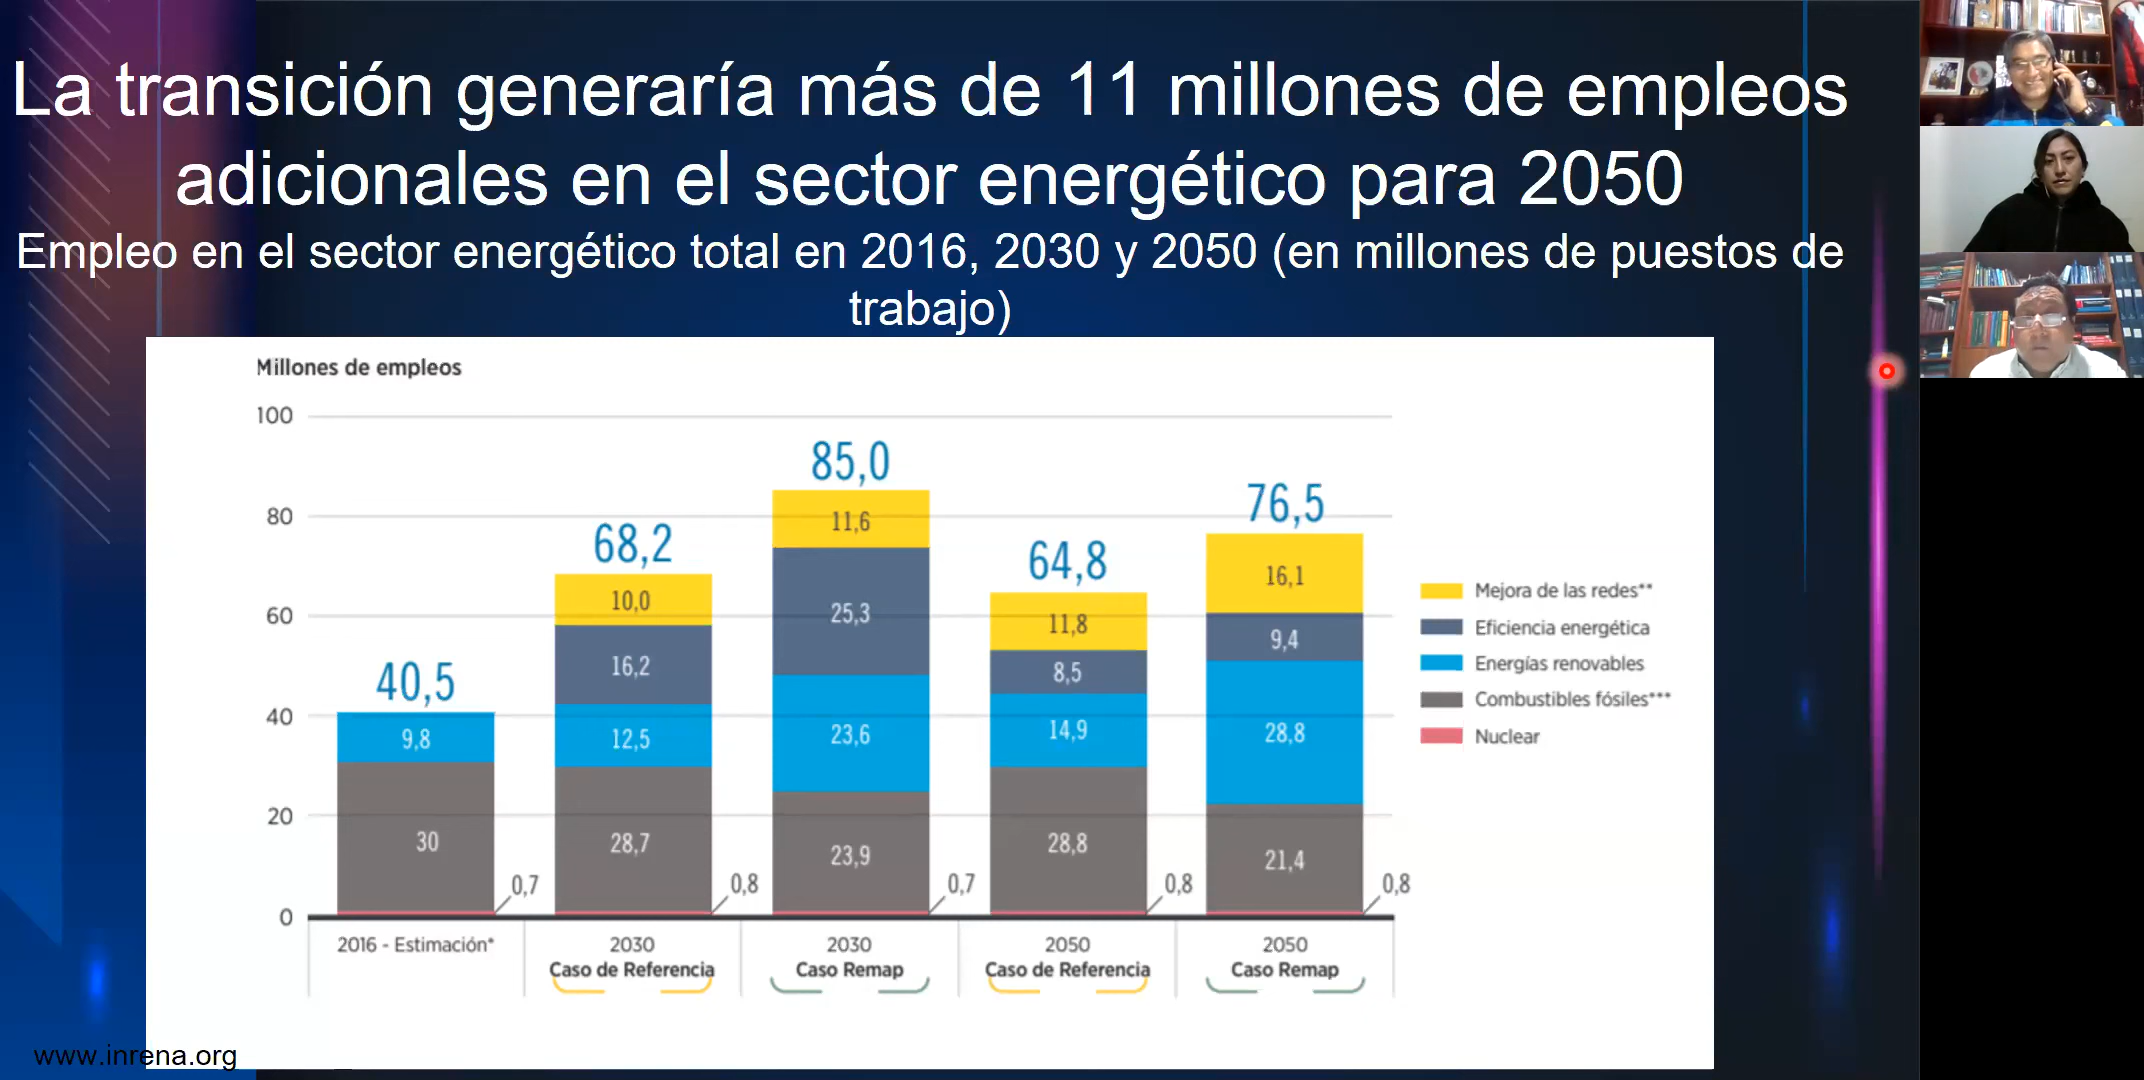 La transición generaría más de 11 millones de empleos
adicionales en el sector energético para 2050
Empleo en el sector energético total en 2016, 2030 y 2050 (en millones de puestos de
trabajo)
Millones de empleos
100
80
60
40
20
0
40,5
9,8
30
0,7
68,2
10,0
16,2
12,5
28,7
0,8
85,0
11,6
25,3
23,6
23,9
0,7
64,8
11,8
8,5
14,9
28,8
0,8
76,5
16,1
9,4
28,8
21,4
0,8
2016 - Estimación*
2030
Caso de Referencia
2030
Caso Remap
2050
Caso de Referencia
2050
Caso Remap
Mejora de las redes**
Eficiencia energética
Energías renovables
Combustibles fósiles***
Nuclear
www.inrena.org